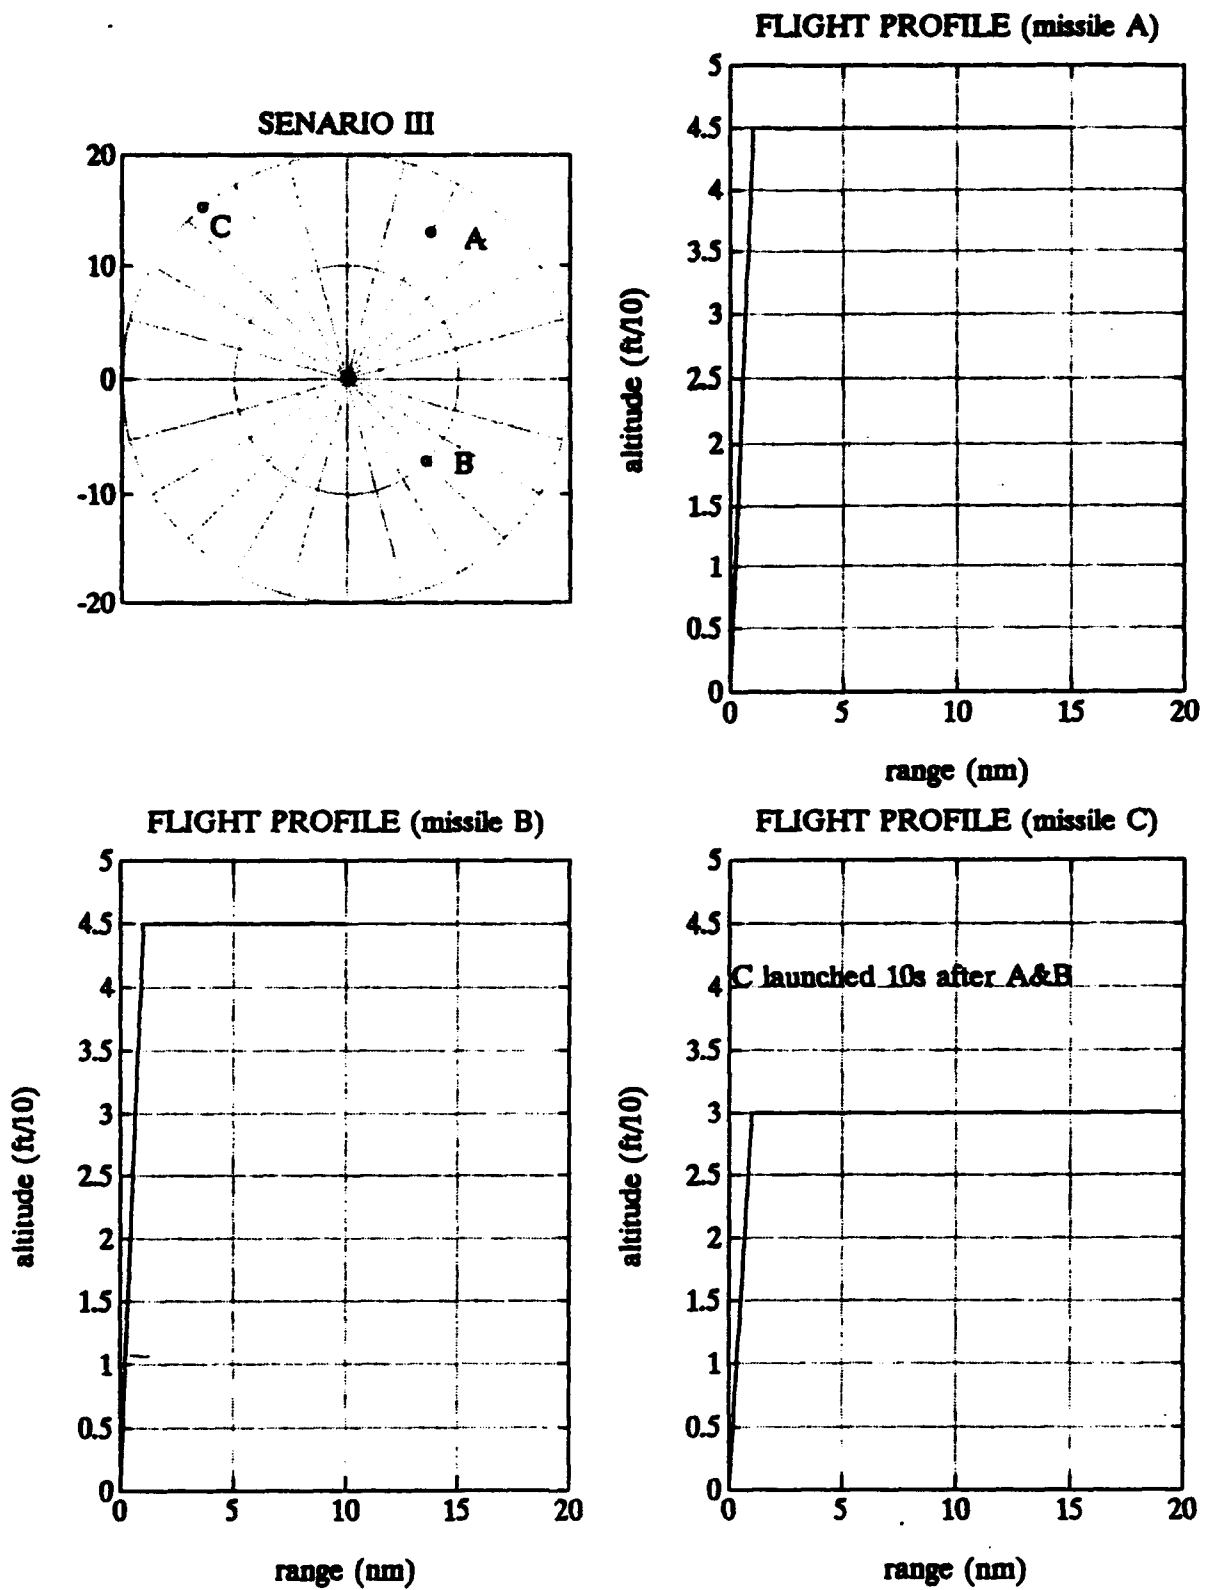 FLIGHT PROFILE (missile A)
SENARIO III
20
10
0
-10
-20
C
A
B
5
4.5
4
3.5
3
2.5
2
1.5
1
0.5
0
altitude (ft/10)
0 5 10 15 20
range (nm)
FLIGHT PROFILE (missile B)
5
4.5
4
3.5
3
2.5
2
1.5
1
0.5
0
altitude (ft/10)
0 5 10 15 20
range (nm)
FLIGHT PROFILE (missile C)
C launched 10s after A&B
5
4.5
4
3.5
3
2.5
2
1.5
1
0.5
0
altitude (ft/10)
0 5 10 15 20
range (nm)